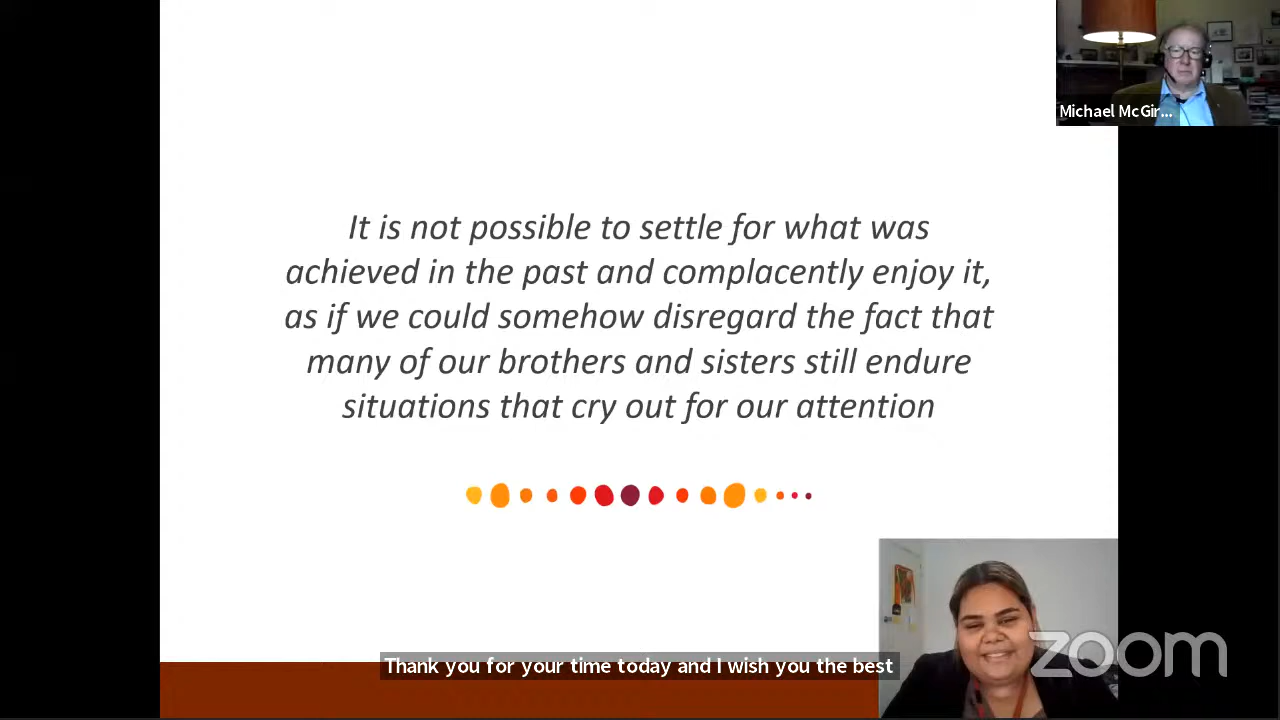 Michael McGir...
It is not possible to settle for what was
achieved in the past and complacently enjoy it,
as if we could somehow disregard the fact that
many of our brothers and sisters still endure
situations that cry out for our attention
zoom
Thank you for your time today and I wish you the best